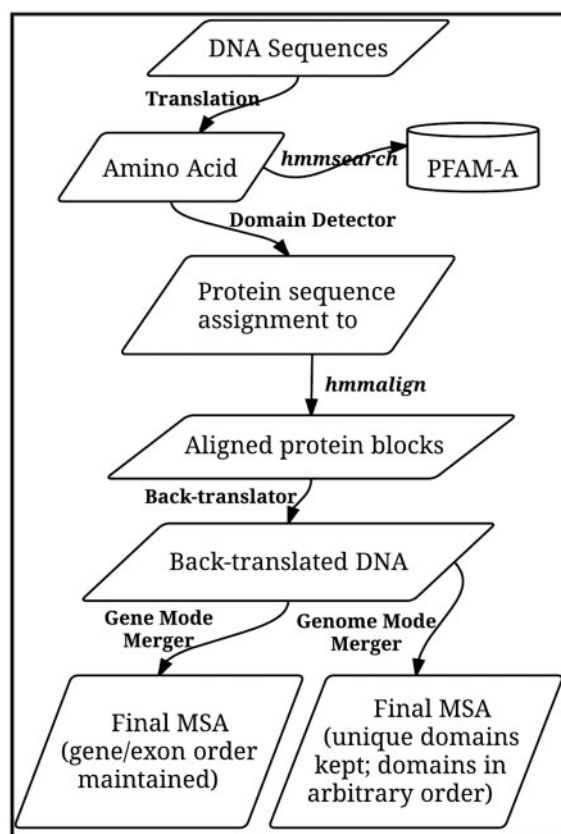 DNA Sequences
Translation
Amino Acid
hmmsearch
PFAM-A
Domain Detector
Protein sequence
assignment to
hmmalign
Aligned protein blocks
Back-translator
Back-translated DNA
Gene Mode
Merger
Genome Mode
Merger
Final MSA
(gene/exon order
maintained)
Final MSA
(unique domains
kept; domains in
arbitrary order)